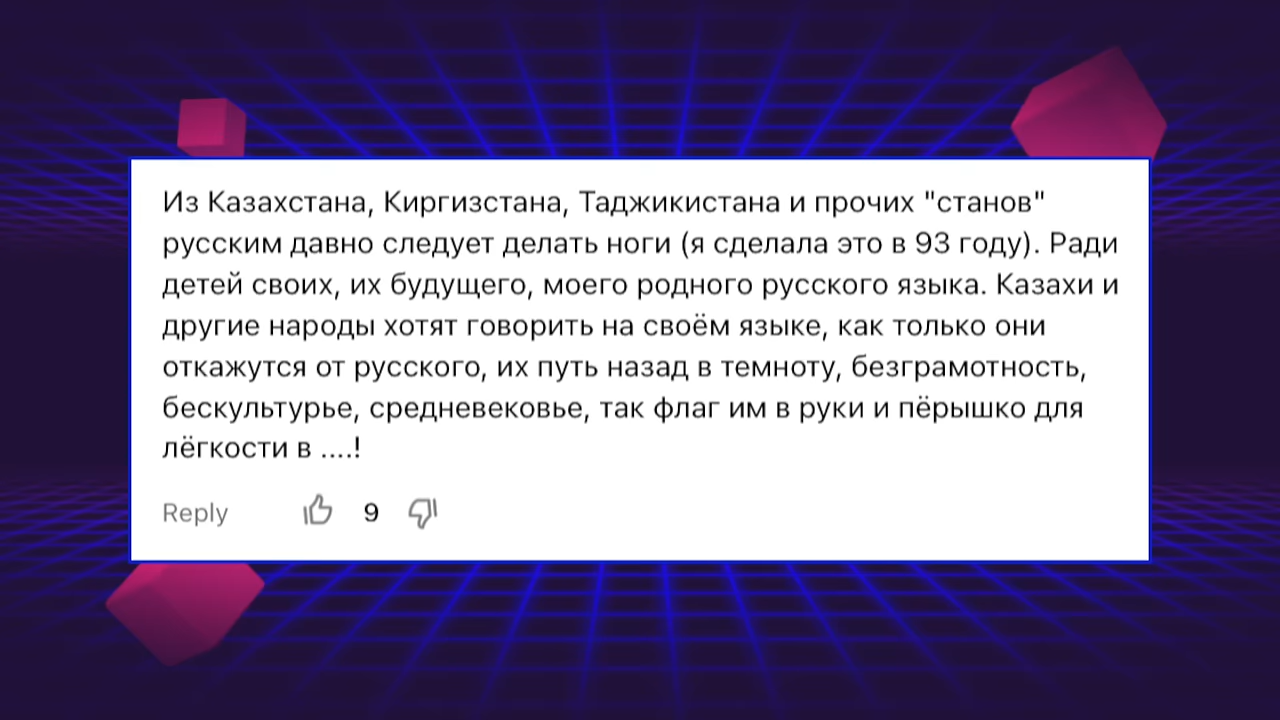 Из Казахстана, Киргизстана, Таджикистана и прочих "станов"
русским давно следует делать ноги (я сделала это в 93 году). Ради
детей своих, их будущего, моего родного русского языка. Казахи и
другие народы хотят говорить на своём языке, как только они
откажутся от русского, их путь назад в темноту, безграмотность,
бескультурье, средневековье, так флаг им в руки и пёрышко для
лёгкости в ....!
Reply 9